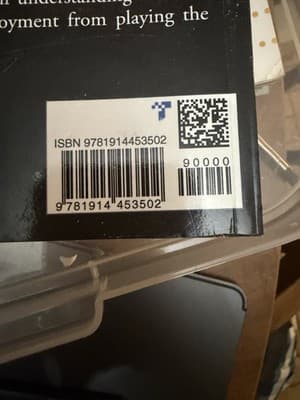 understanding
oyment from playing the
ISBN 9781914453502
90000
9 781914 453502